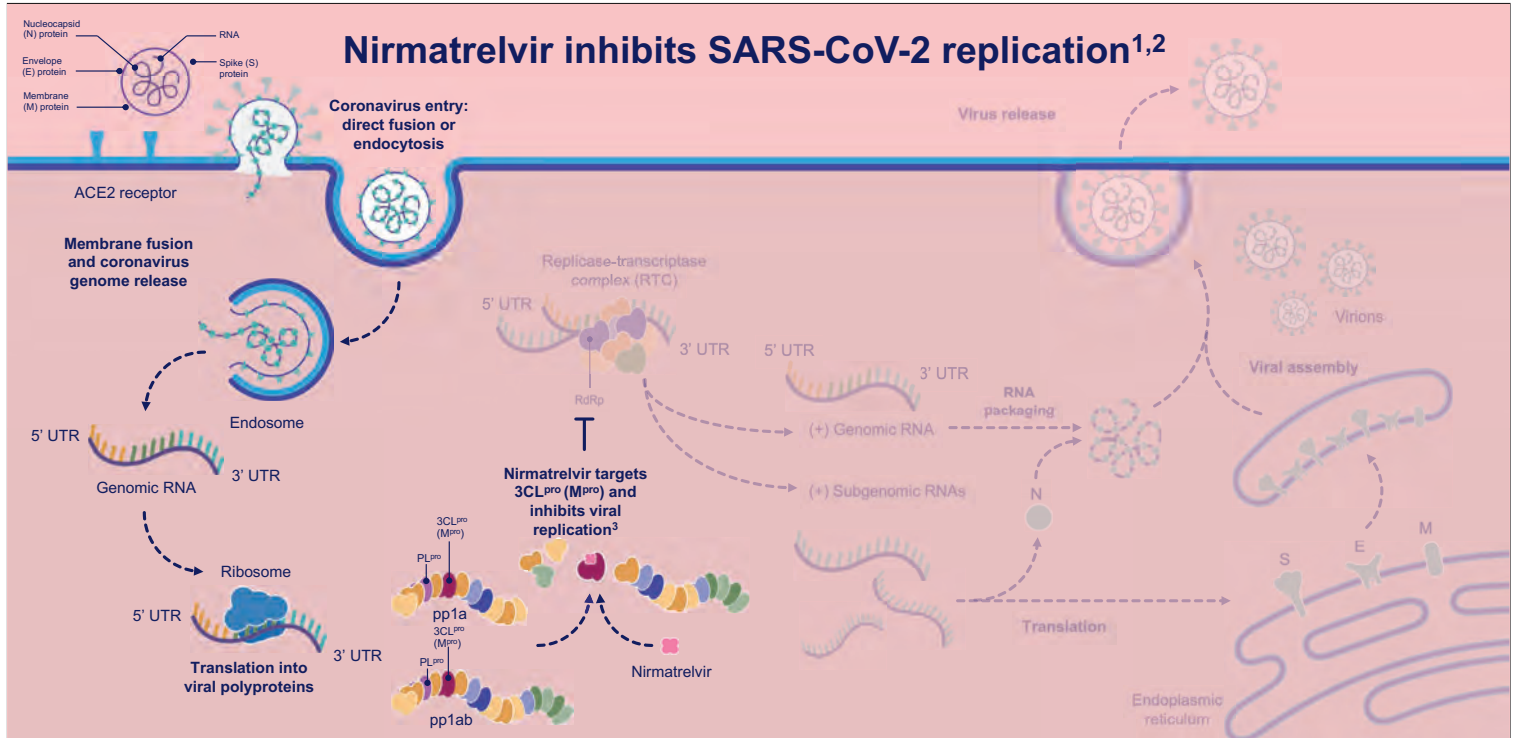 Nirmatrelvir inhibits SARS-CoV-2 replication1,2
Nucleocapsid
(N) protein
RNA
Envelope
(E) protein
Spike (S)
protein
Membrane
(M) protein
ACE2 receptor
Coronavirus entry:
direct fusion or
endocytosis
Membrane fusion
and coronavirus
genome release
Endosome
5' UTR
3' UTR
Genomic RNA
Ribosome
5' UTR
3' UTR
Translation into
viral polyproteins
3CLpro
(Mpro)
PLpro
pp1a
3CLpro
(Mpro)
PLpro
pp1ab
Nirmatrelvir targets
3CLpro (Mpro) and
inhibits viral
replication3
Nirmatrelvir
Replicase-transcriptase
complex (RTC)
5' UTR
3' UTR
RdRp
5' UTR
3' UTR
(+) Genomic RNA
(+) Subgenomic RNAs
RNA
packaging
N
Translation
S
E
M
Endoplasmic
reticulum
Viral assembly
Virions
Virus release